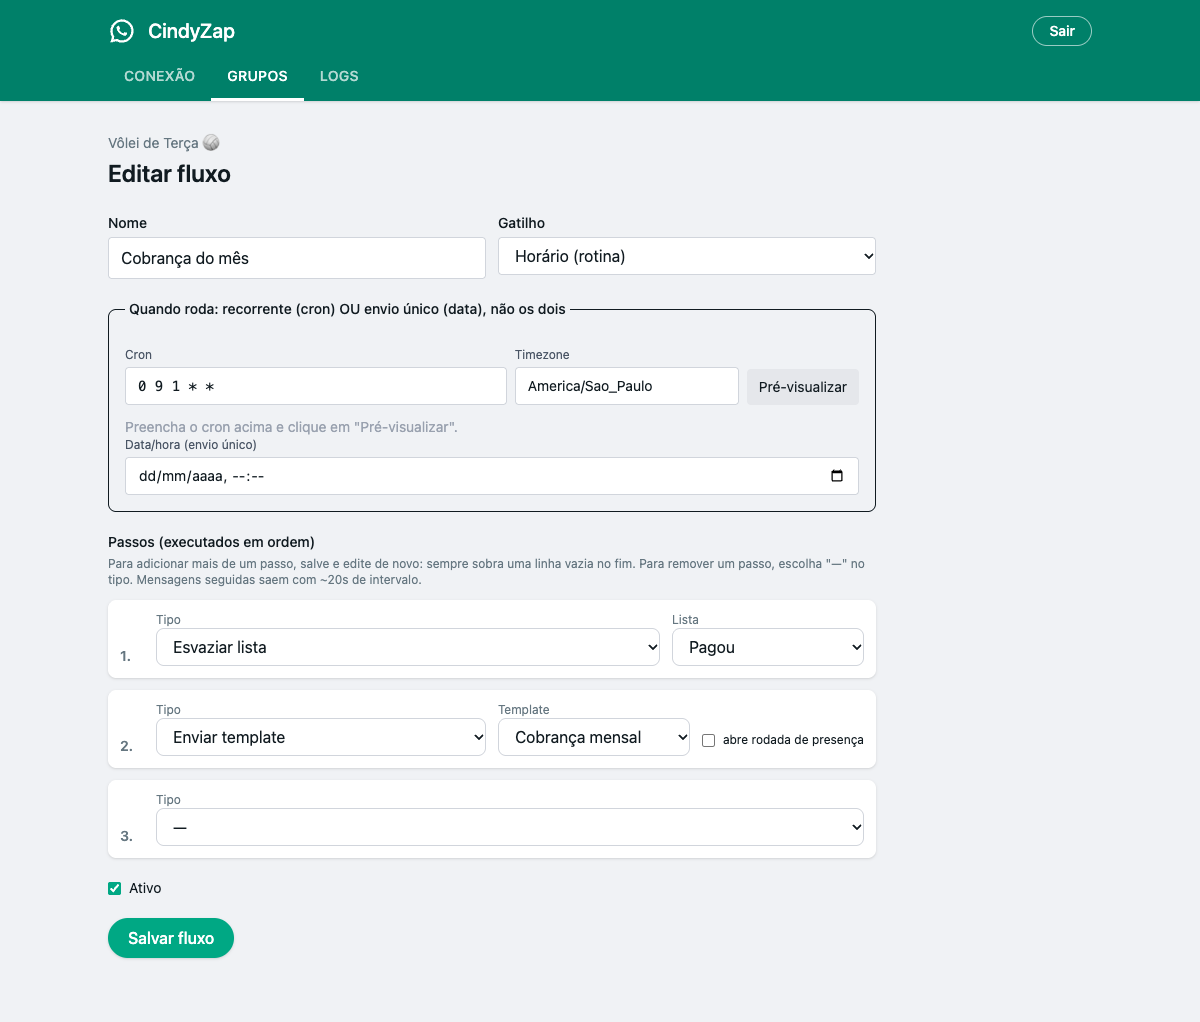 CindyZap
Sair
CONEXÃO GRUPOS LOGS
Vôlei de Terça 🏐
Editar fluxo
Nome
Gatilho
Cobrança do mês
Horário (rotina)
Quando roda: recorrente (cron) OU envio único (data), não os dois
Cron
Timezone
0 9 1 * *
America/Sao_Paulo
Pré-visualizar
Preencha o cron acima e clique em "Pré-visualizar".
Data/hora (envio único)
dd/mm/aaaa, --:--
Passos (executados em ordem)
Para adicionar mais de um passo, salve e edite de novo: sempre sobra uma linha vazia no fim. Para remover um passo, escolha "—" no
tipo. Mensagens seguidas saem com ~20s de intervalo.
Tipo
Lista
1.
Esvaziar lista
Pagou
Tipo
Template
2.
Enviar template
Cobrança mensal
abre rodada de presença
Tipo
3.
—
Ativo
Salvar fluxo